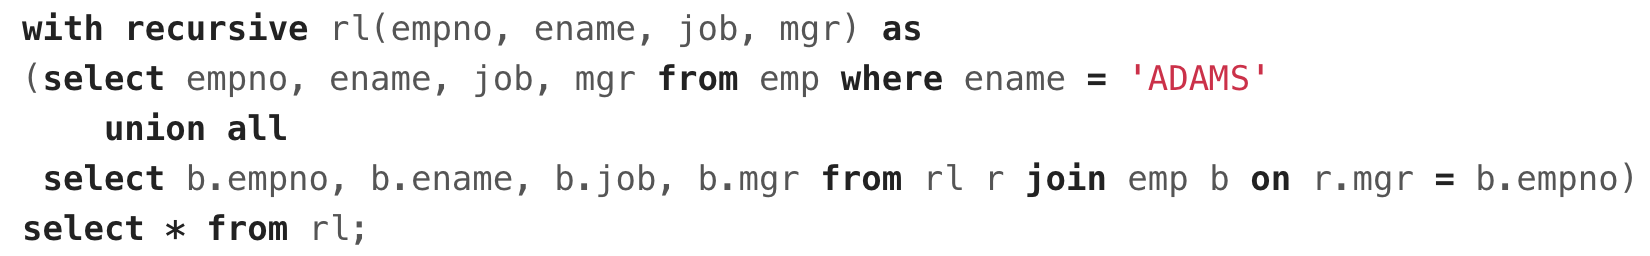 with recursive rl(empno, ename, job, mgr) as
(select empno, ename, job, mgr from emp where ename = 'ADAMS'
    union all
 select b.empno, b.ename, b.job, b.mgr from rl r join emp b on r.mgr = b.empno)
select * from rl;